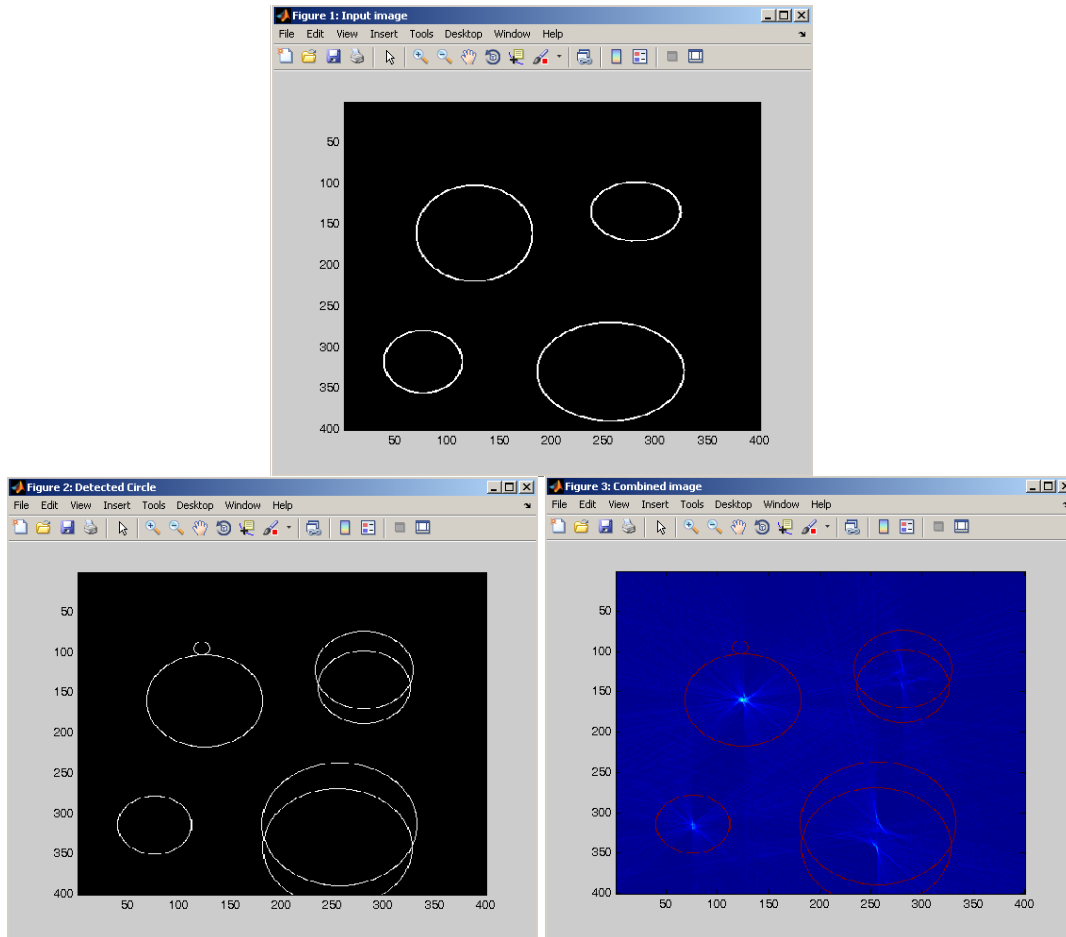 Figure 1: Input image
File Edit View Insert Tools Desktop Window Help
50
100
150
200
250
300
350
400
50 100 150 200 250 300 350 400
Figure 2: Detected Circle
File Edit View Insert Tools Desktop Window Help
50
100
150
200
250
300
350
400
50 100 150 200 250 300 350 400
Figure 3: Combined image
File Edit View Insert Tools Desktop Window Help
50
100
150
200
250
300
350
400
50 100 150 200 250 300 350 400